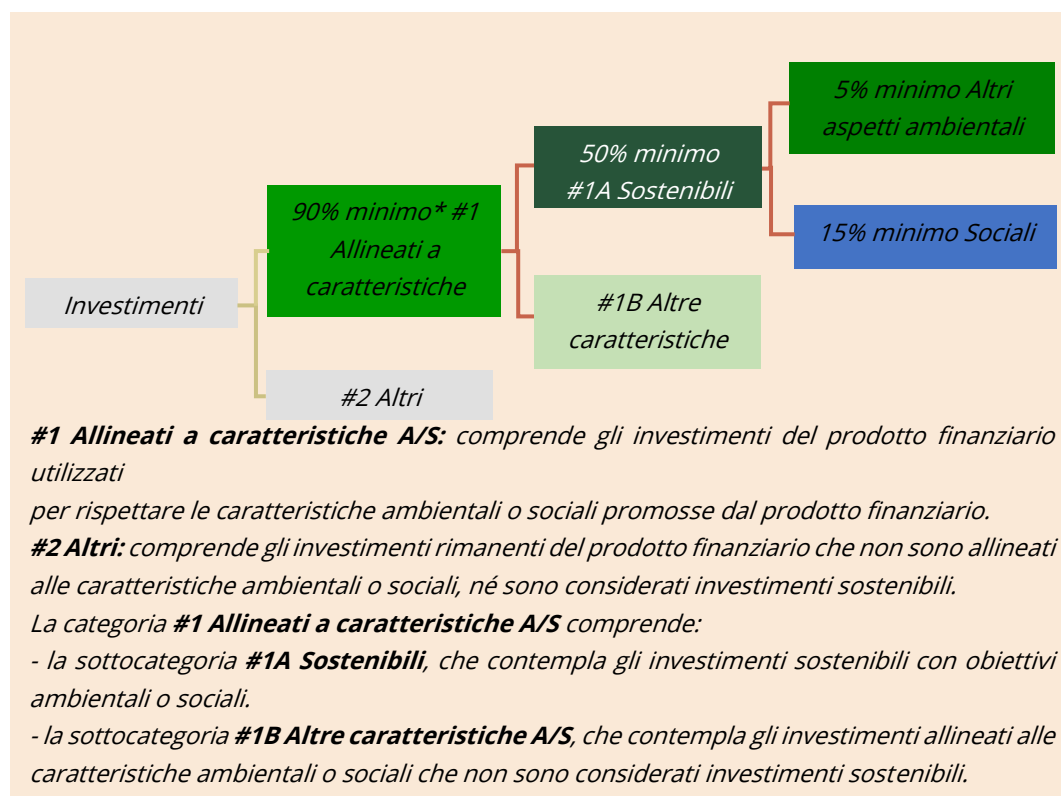 5% minimo Altri
aspetti ambientali
50% minimo
#1A Sostenibili
90% minimo* #1
Allineati a
caratteristiche
15% minimo Sociali
Investimenti
#1B Altre
caratteristiche
#2 Altri
#1 Allineati a caratteristiche A/S: comprende gli investimenti del prodotto finanziario
utilizzati
per rispettare le caratteristiche ambientali o sociali promosse dal prodotto finanziario.
#2 Altri: comprende gli investimenti rimanenti del prodotto finanziario che non sono allineati
alle caratteristiche ambientali o sociali, né sono considerati investimenti sostenibili.
La categoria #1 Allineati a caratteristiche A/S comprende:
- la sottocategoria #1A Sostenibili, che contempla gli investimenti sostenibili con obiettivi
ambientali o sociali.
- la sottocategoria #1B Altre caratteristiche A/S, che contempla gli investimenti allineati alle
caratteristiche ambientali o sociali che non sono considerati investimenti sostenibili.